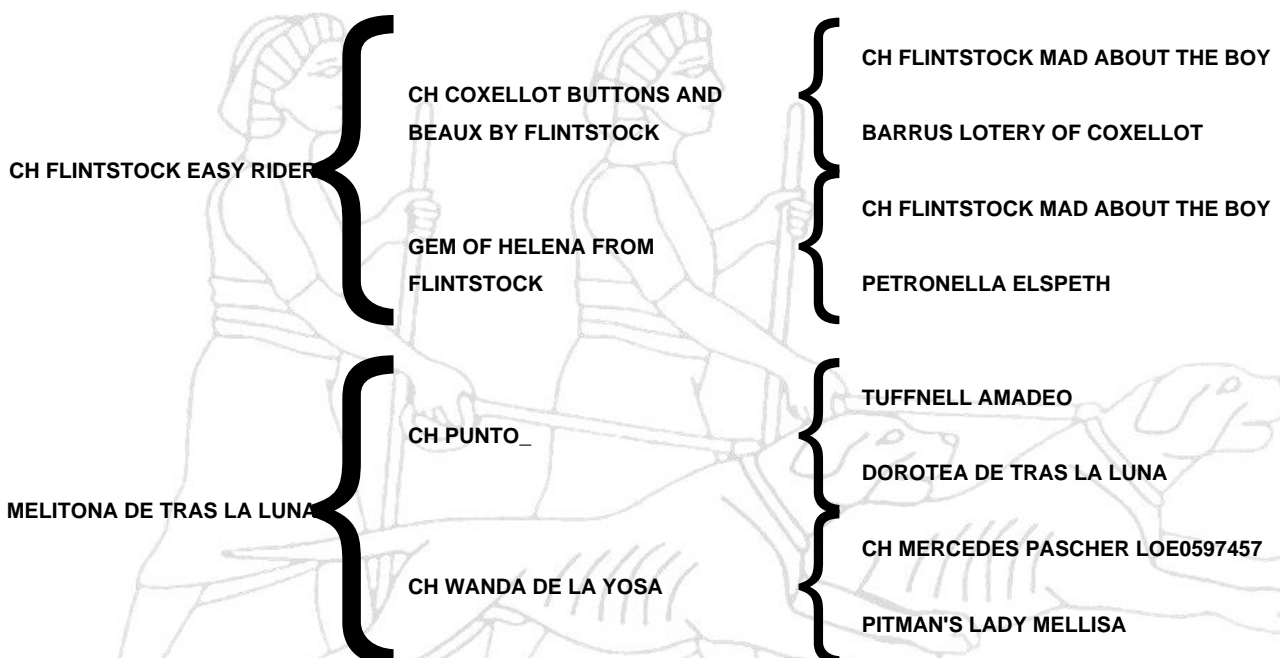 CH FLINTSTOCK EASY RIDER
CH COXELLOT BUTTONS AND
BEAUX BY FLINTSTOCK
CH FLINTSTOCK MAD ABOUT THE BOY
BARRUS LOTERY OF COXELLOT
GEM OF HELENA FROM
FLINTSTOCK
CH FLINTSTOCK MAD ABOUT THE BOY
PETRONELLA ELSPETH
MELITONA DE TRAS LA LUNA
CH PUNTO_
TUFFNELL AMADEO
DOROTEA DE TRAS LA LUNA
CH WANDA DE LA YOSA
CH MERCEDES PASCHER LOE0597457
PITMAN'S LADY MELLISA